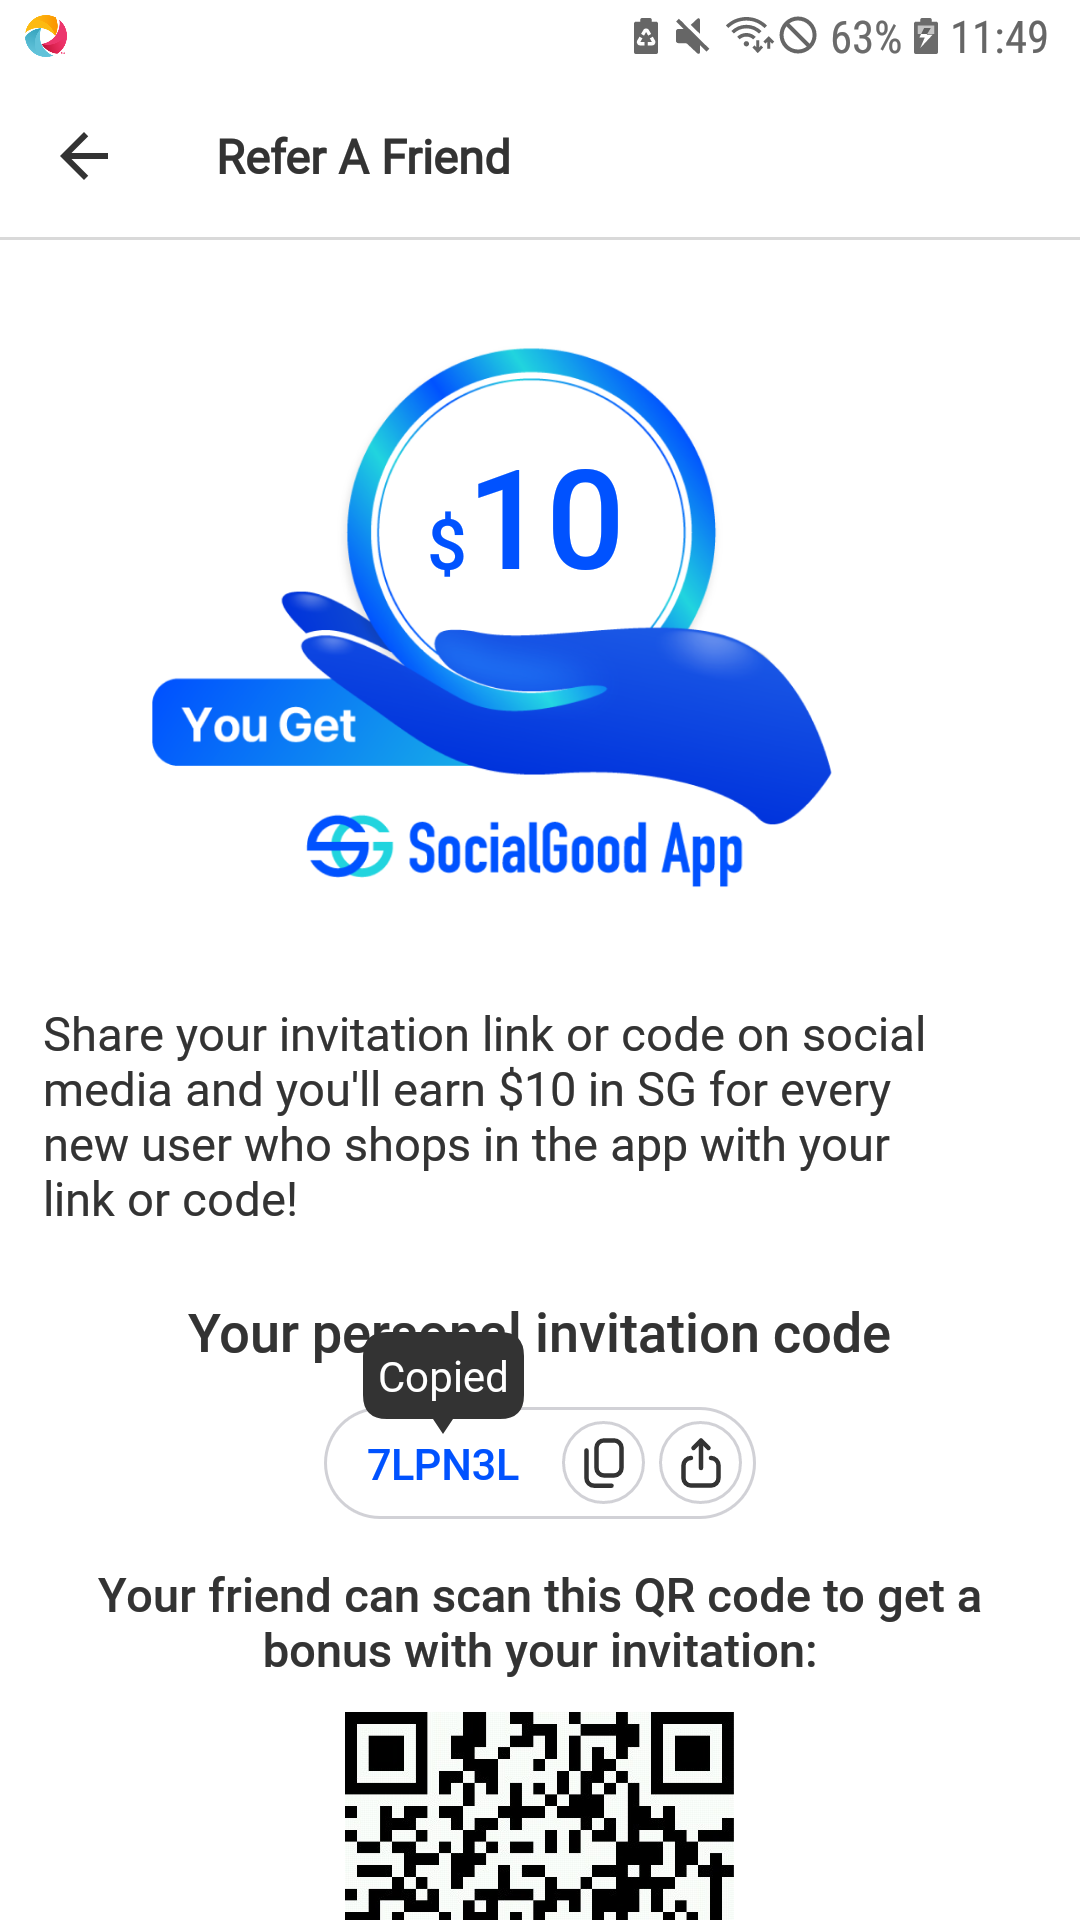 63% 11:49
Refer A Friend
$10
You Get
SG SocialGood App
Share your invitation link or code on social
media and you'll earn $10 in SG for every
new user who shops in the app with your
link or code!
Your personal invitation code
Copied
7LPN3L
Your friend can scan this QR code to get a
bonus with your invitation: